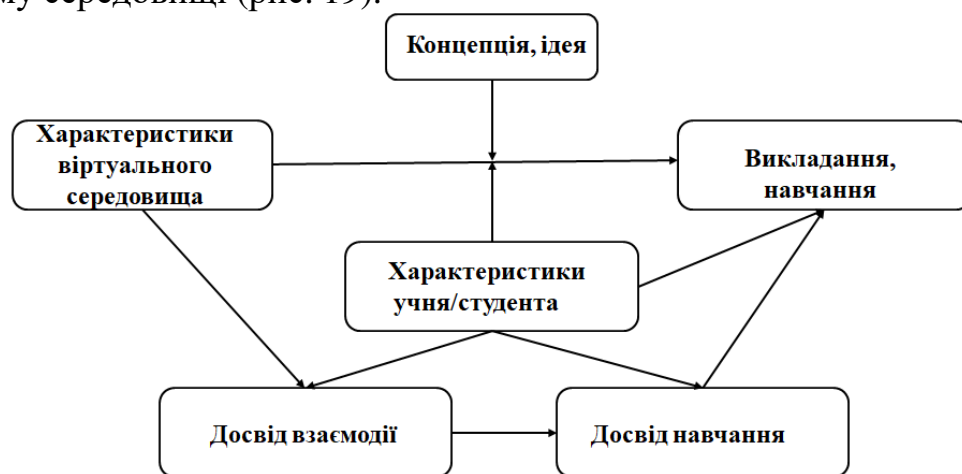 му середовищі (рис. 19).
Концепція, ідея
Характеристики
віртуального
середовища
Викладання,
навчання
Характеристики
учня/студента
Досвід взаємодії
Досвід навчання